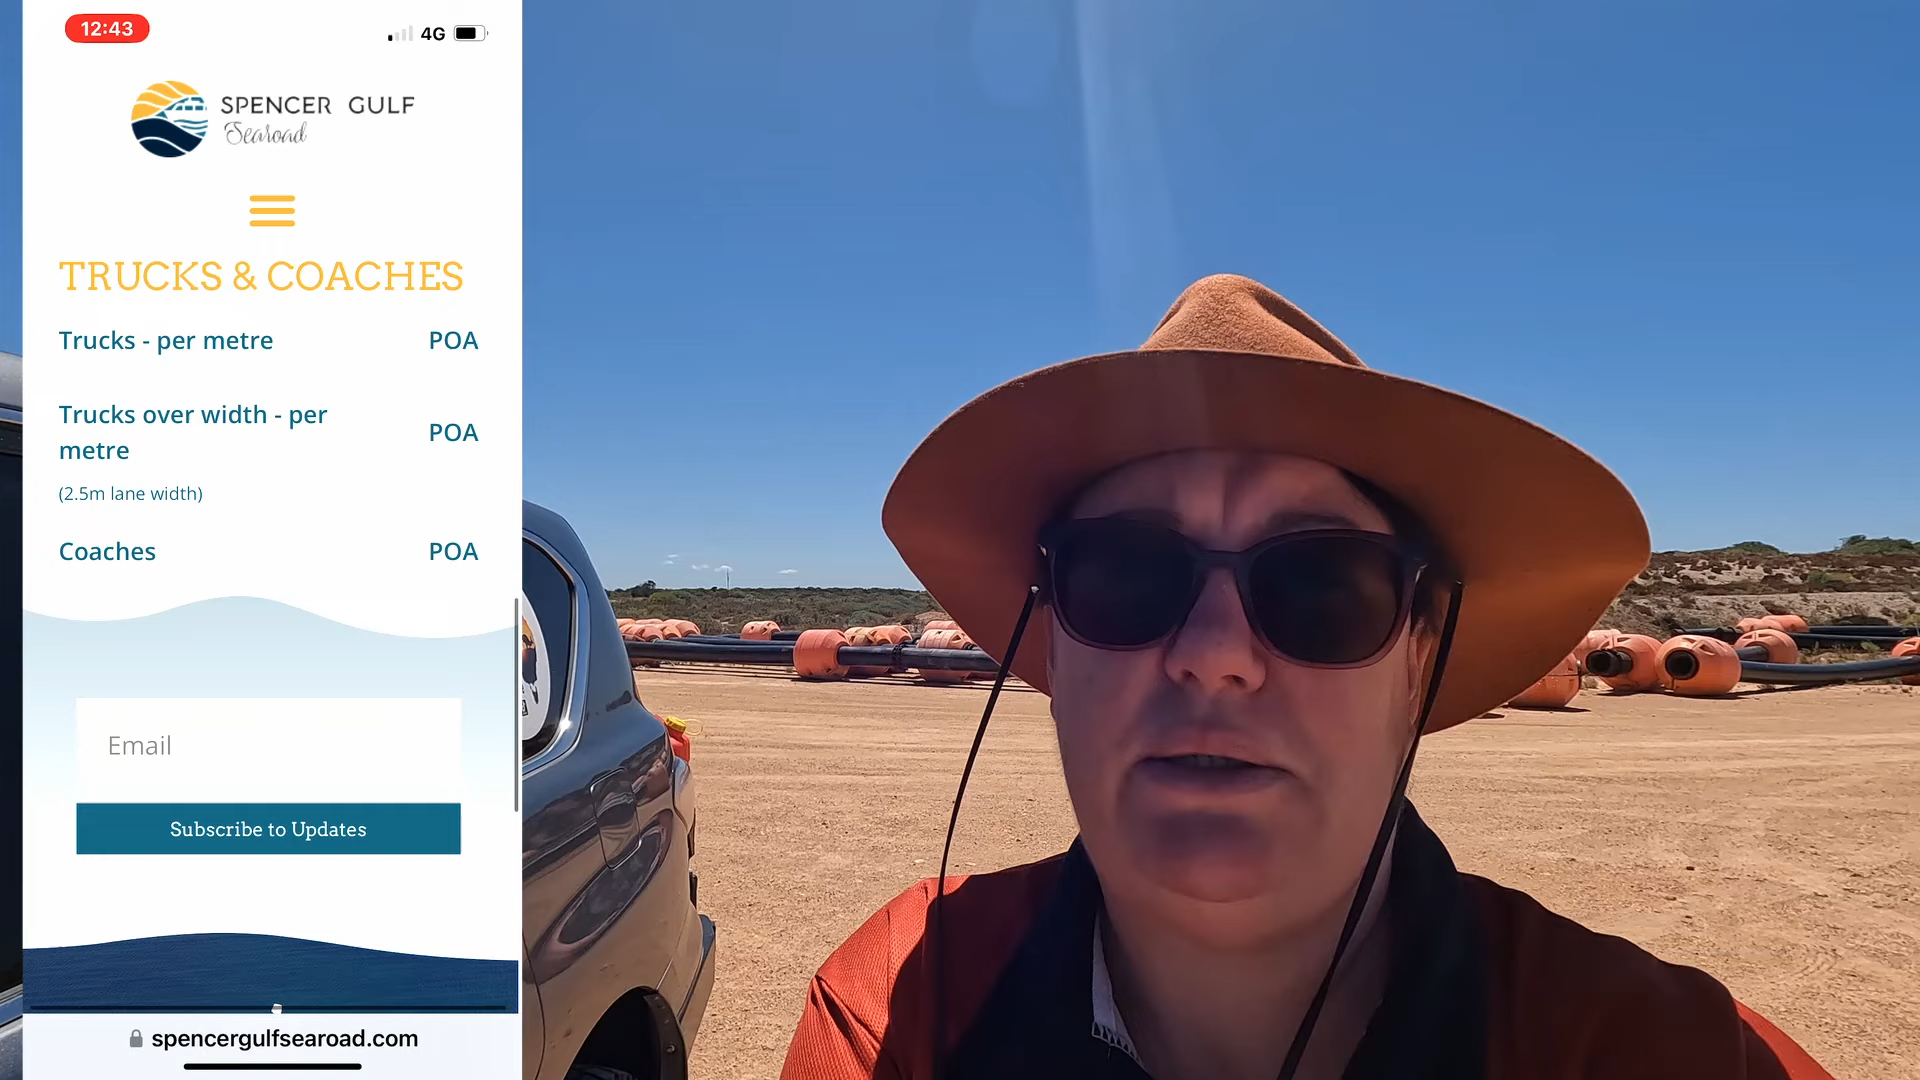 12:43
4G
SPENCER GULF
Searoad
TRUCKS & COACHES
Trucks - per metre POA
Trucks over width - per
metre
POA
(2.5m lane width)
Coaches POA
Email
Subscribe to Updates
spencergulfsearoad.com